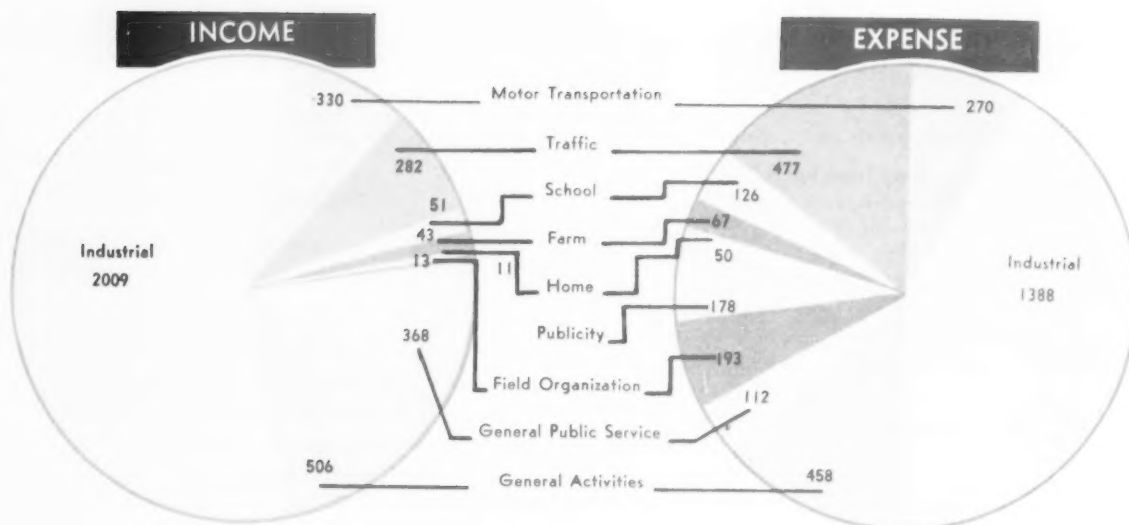 INCOME
EXPENSE
330 Motor Transportation 270
282 Traffic 477
51 School 126
43 Farm 67
11 Home 50
Industrial
2009
Industrial
1388
Publicity 178
13 Field Organization 193
368 General Public Service 112
506 General Activities 458